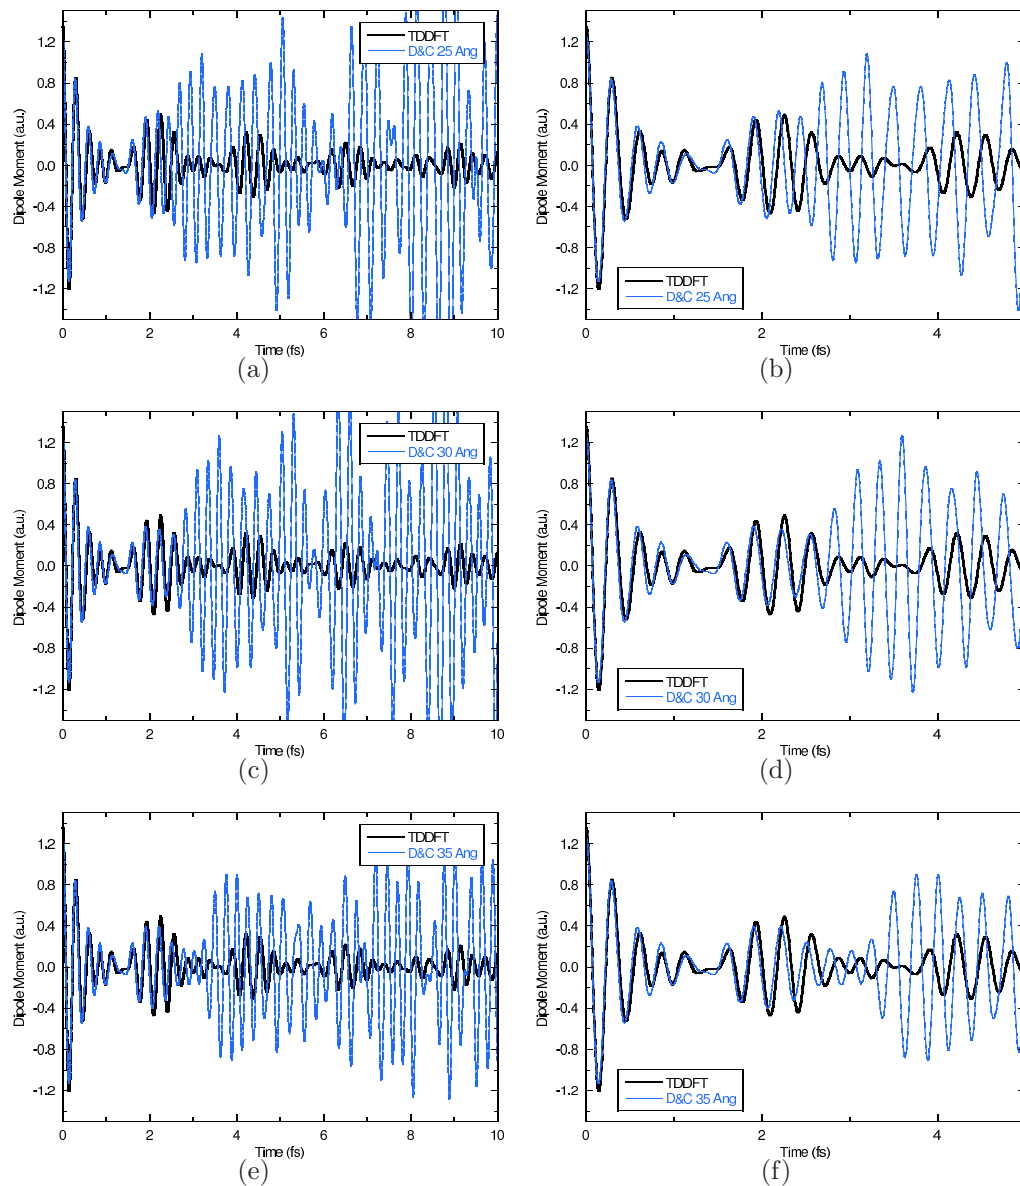 1.2
0.8
0.4
0.0
-0.4
-0.8
-1.2
Dipole Moment (a.u.)
TDDFT
D&C 25 Ang
0 2 4 6 8 10
Time (fs)
(a)
1.2
0.8
0.4
0.0
-0.4
-0.8
-1.2
Dipole Moment (a.u.)
TDDFT
D&C 25 Ang
0 2 4
Time (fs)
(b)
1.2
0.8
0.4
0.0
-0.4
-0.8
-1.2
Dipole Moment (a.u.)
TDDFT
D&C 30 Ang
0 2 4 6 8 10
Time (fs)
(c)
1.2
0.8
0.4
0.0
-0.4
-0.8
-1.2
Dipole Moment (a.u.)
TDDFT
D&C 30 Ang
0 2 4
Time (fs)
(d)
1.2
0.8
0.4
0.0
-0.4
-0.8
-1.2
Dipole Moment (a.u.)
TDDFT
D&C 35 Ang
0 2 4 6 8 10
Time (fs)
(e)
1.2
0.8
0.4
0.0
-0.4
-0.8
-1.2
Dipole Moment (a.u.)
TDDFT
D&C 35 Ang
0 2 4
Time (fs)
(f)